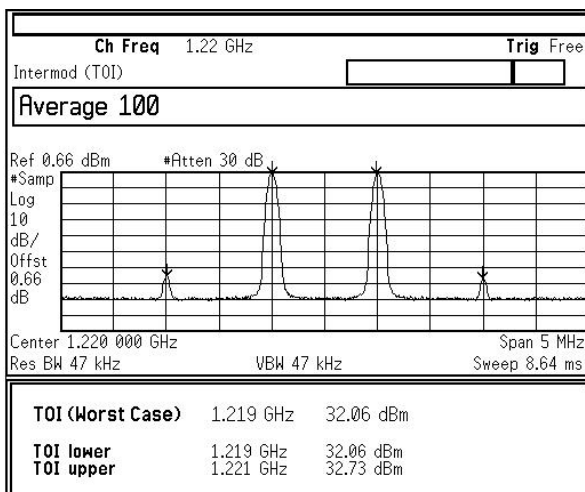 Ch Freq 1.22 GHz Trig Free
Intermod (TOI)
Average 100
Ref 0.66 dBm #Atten 30 dB
#Samp
Log
10
dB/
Offst
0.66
dB
Center 1.220 000 GHz Span 5 MHz
Res BW 47 kHz VBW 47 kHz Sweep 8.64 ms
TOI (Worst Case) 1.219 GHz 32.06 dBm
TOI lower 1.219 GHz 32.06 dBm
TOI upper 1.221 GHz 32.73 dBm